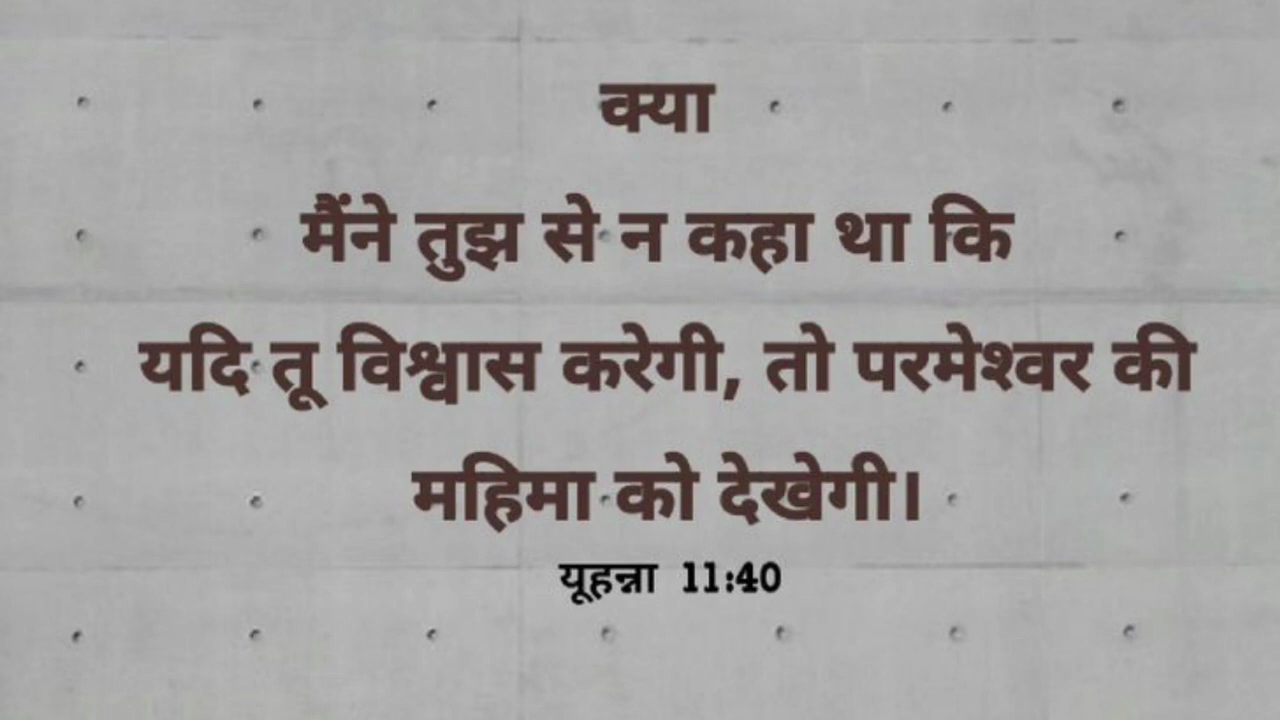 क्या
मैंने तुझ से न कहा था कि
यदि तू विश्वास करेगी, तो परमेश्वर की
महिमा को देखेगी।
यूहन्ना 11:40